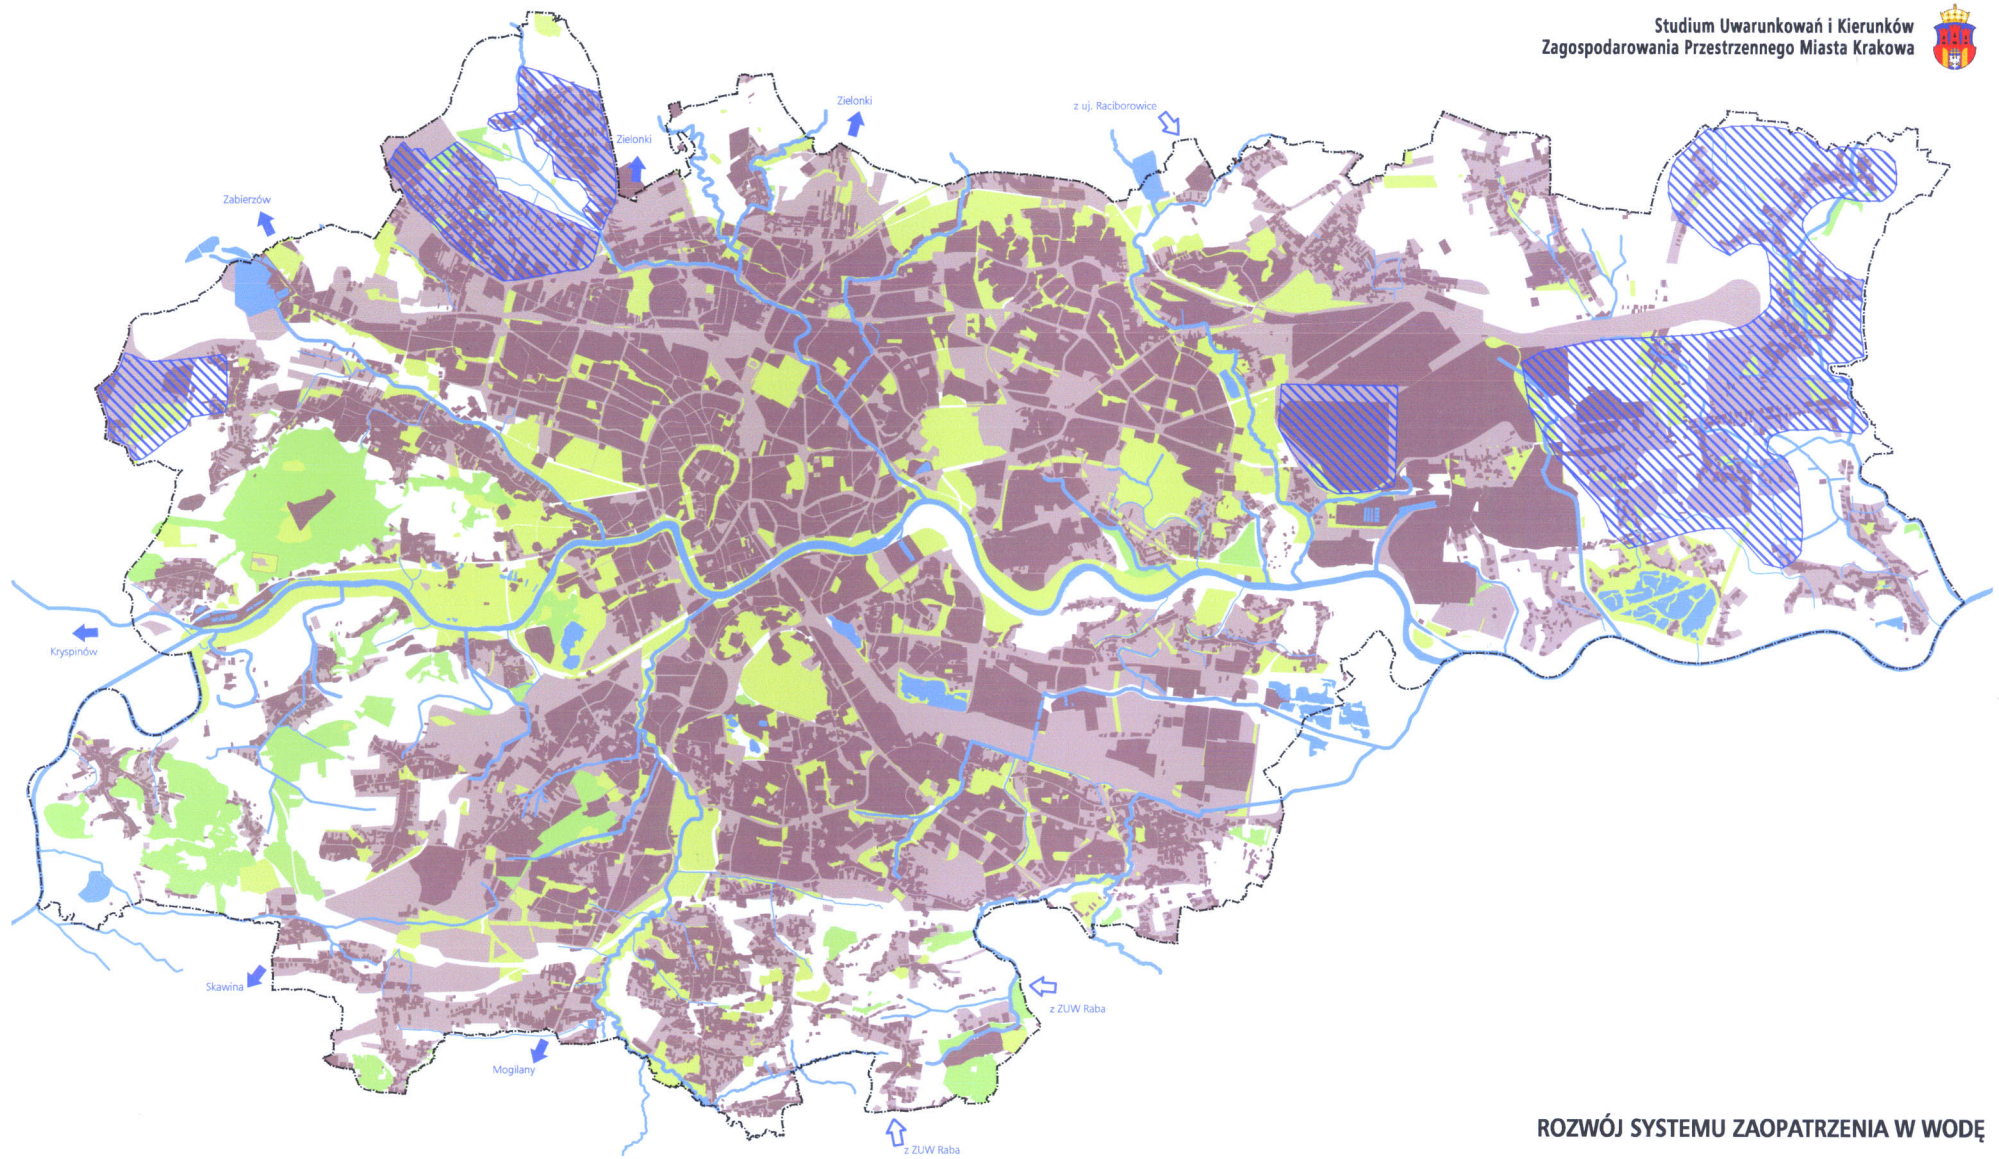 Studium Uwarunkowań i Kierunków
Zagospodarowania Przestrzennego Miasta Krakowa
Zielonki
z uj. Raciborowice
Zielonki
Zabierzów
Kryspinów
Skawina
z ZUW Raba
Mogilany
z ZUW Raba
ROZWÓJ SYSTEMU ZAOPATRZENIA W WODĘ